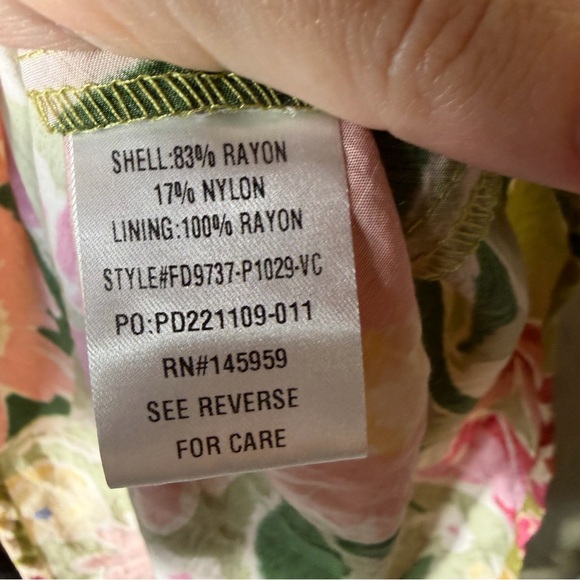 SHELL:83% RAYON
17% NYLON
LINING:100% RAYON
STYLE#FD9737-P1029-VC
PO:PD221109-011
RN#145959
SEE REVERSE
FOR CARE